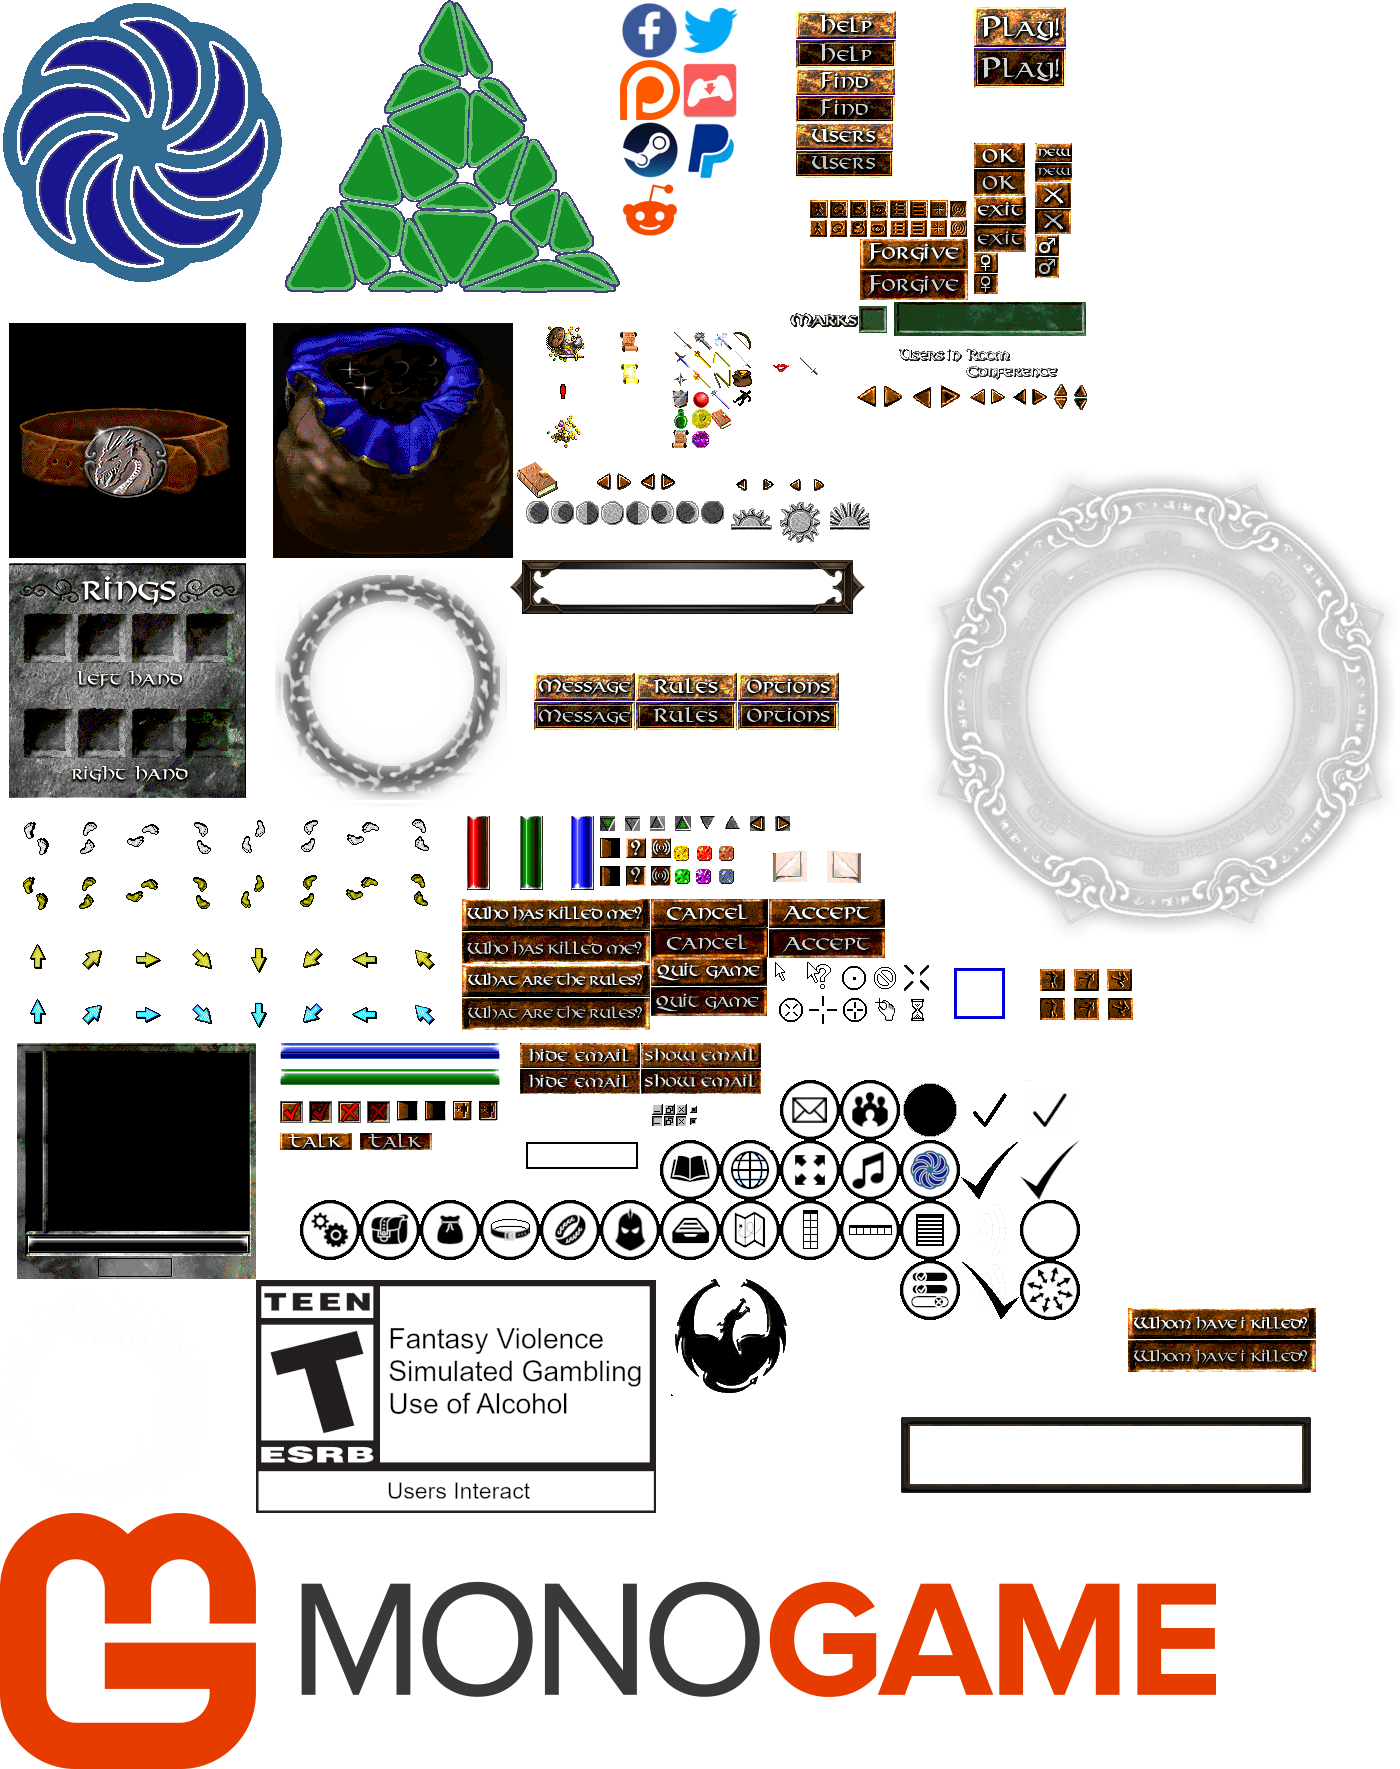 Help
Help
Find
Find
Users
Users
Play!
Play!
OK
OK
Exit
Exit
New
New
Forgive
Forgive
Marks
Users in Room
Conference
Rings
Left Hand
Right Hand
Message
Rules
Options
Message
Rules
Options
Who has killed me?
Cancel
Accept
Who has killed me?
Cancel
Accept
What are the rules?
Quit Game
What are the rules?
Quit Game
Hide Email
Show Email
Hide Email
Show Email
Talk
Talk
TEEN
T
ESRB
Fantasy Violence
Simulated Gambling
Use of Alcohol
Users Interact
Whom have I killed?
Whom have I killed?
MONOGAME